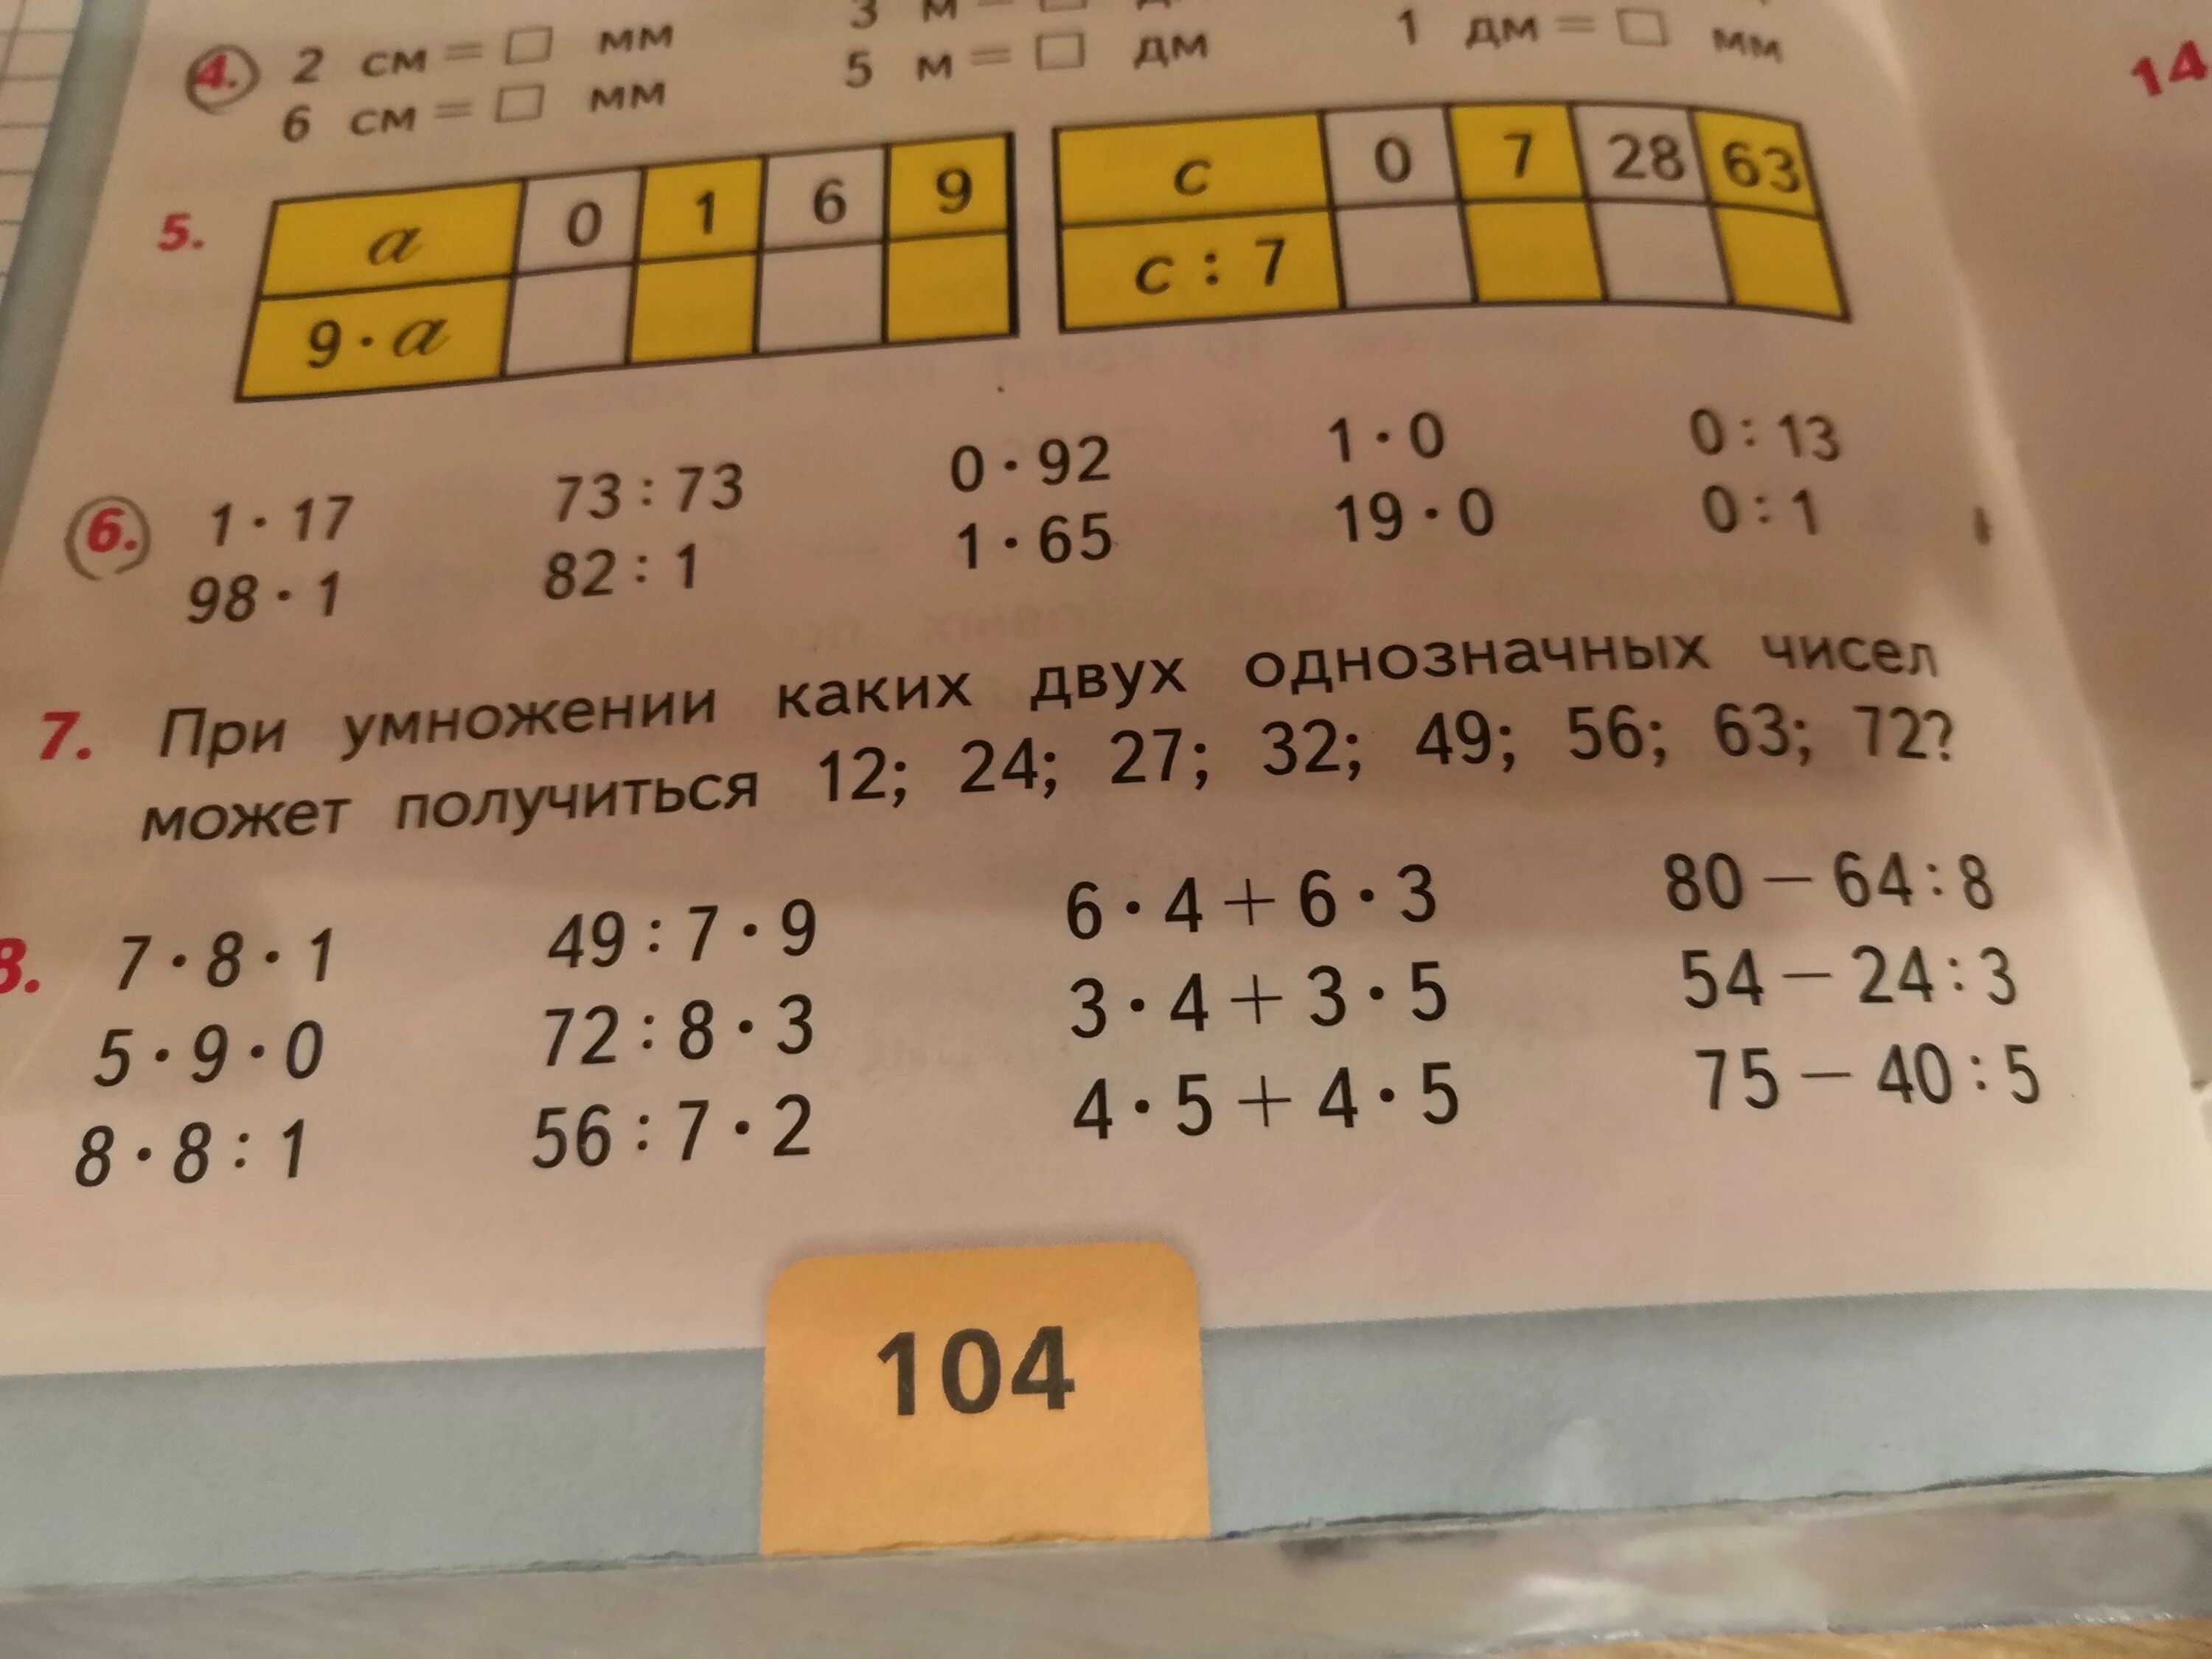 3 м
4. 2 см = □ мм 5 м = □ дм 1 дм = □ мм
6 см = □ мм
5. a 0 1 6 9
9 · a
c 0 7 28 63
c : 7
6. 1 · 17 73 : 73 0 · 92 1 · 0 0 : 13
98 · 1 82 : 1 1 · 65 19 · 0 0 : 1
7. При умножении каких двух однозначных чисел
может получиться 12; 24; 27; 32; 49; 56; 63; 72?
8. 7 · 8 · 1 49 : 7 · 9 6 · 4 + 6 · 3 80 − 64 : 8
5 · 9 · 0 72 : 8 · 3 3 · 4 + 3 · 5 54 − 24 : 3
8 · 8 : 1 56 : 7 · 2 4 · 5 + 4 · 5 75 − 40 : 5
104
14